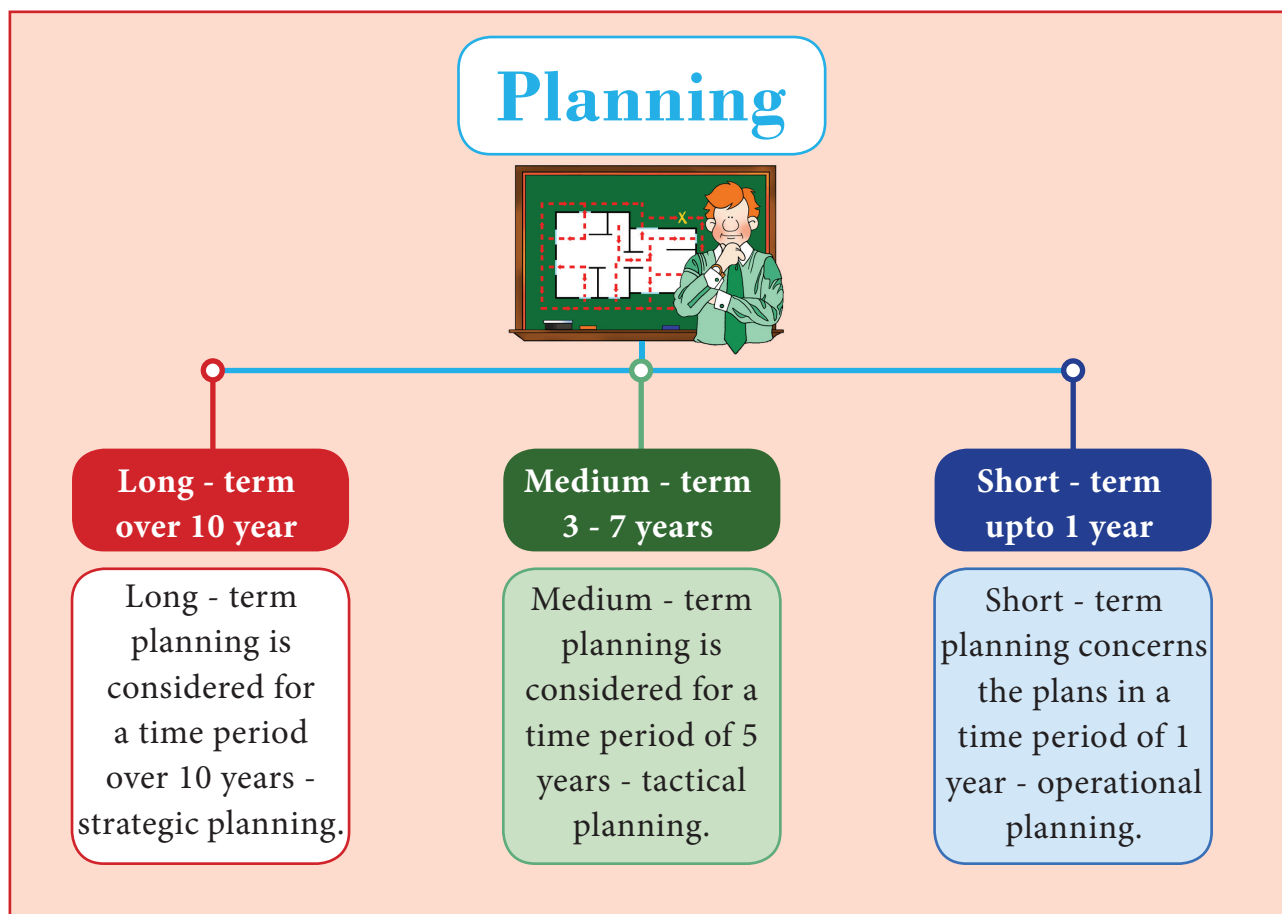 Planning
X
Long - term
over 10 year
Long - term
planning is
considered for
a time period
over 10 years -
strategic planning.
Medium - term
3 - 7 years
Medium - term
planning is
considered for a
time period of 5
years - tactical
planning.
Short - term
upto 1 year
Short - term
planning concerns
the plans in a
time period of 1
year - operational
planning.